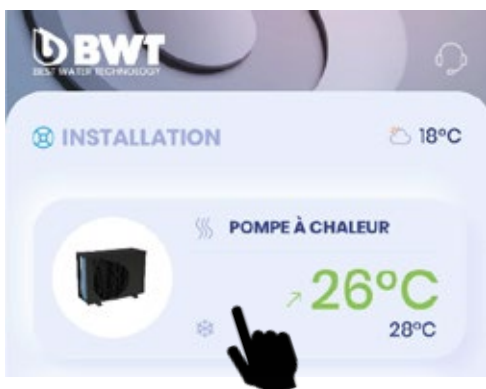 BWT
BEST WATER TECHNOLOGY
INSTALLATION
18°C
POMPE À CHALEUR
26°C
28°C